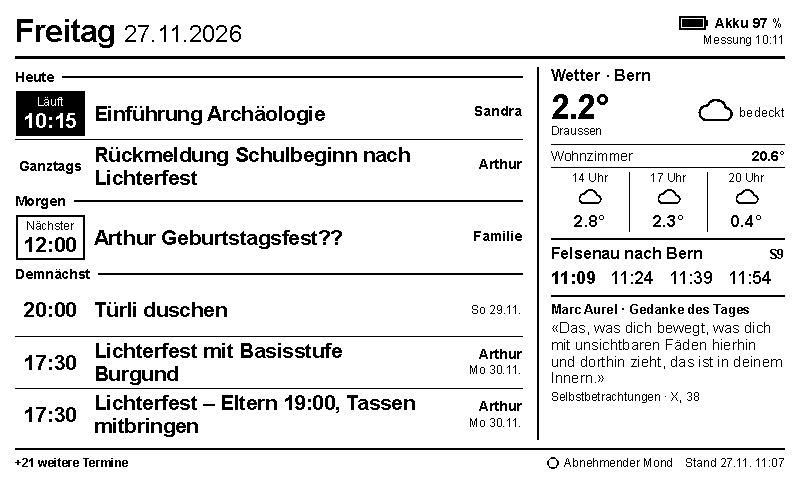 Freitag 27.11.2026
Akku 97 %
Messung 10:11
Heute
Läuft
10:15
Einführung Archäologie
Sandra
Ganztags
Rückmeldung Schulbeginn nach
Lichterfest
Arthur
Morgen
Nächster
12:00
Arthur Geburtstagsfest??
Familie
Demnächst
20:00
Türli duschen
So 29.11.
17:30
Lichterfest mit Basisstufe
Burgund
Arthur
Mo 30.11.
17:30
Lichterfest – Eltern 19:00, Tassen
mitbringen
Arthur
Mo 30.11.
+21 weitere Termine
Wetter · Bern
2.2°
bedeckt
Draussen
Wohnzimmer 20.6°
14 Uhr 17 Uhr 20 Uhr
2.8° 2.3° 0.4°
Felsenau nach Bern S9
11:09 11:24 11:39 11:54
Marc Aurel · Gedanke des Tages
«Das, was dich bewegt, was dich
mit unsichtbaren Fäden hierhin
und dorthin zieht, das ist in deinem
Innern.»
Selbstbetrachtungen · X, 38
Abnehmender Mond Stand 27.11. 11:07